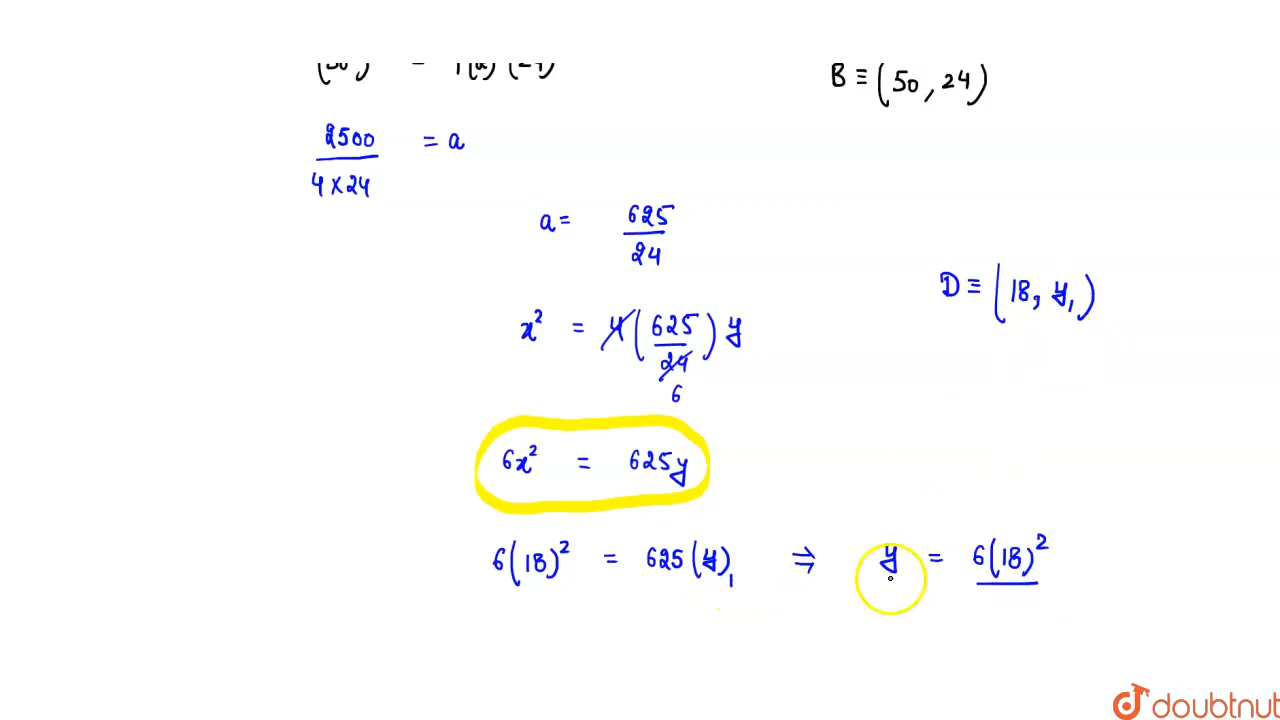 B ≡ (50, 24)
2500 / 4 × 24 = a
a = 625 / 24
D ≡ (18, y₁)
x² = 4 (625 / 24) y
6
6x² = 625y
6(18)² = 625(y)₁ ⇒ y = 6(18)²
doubtnut